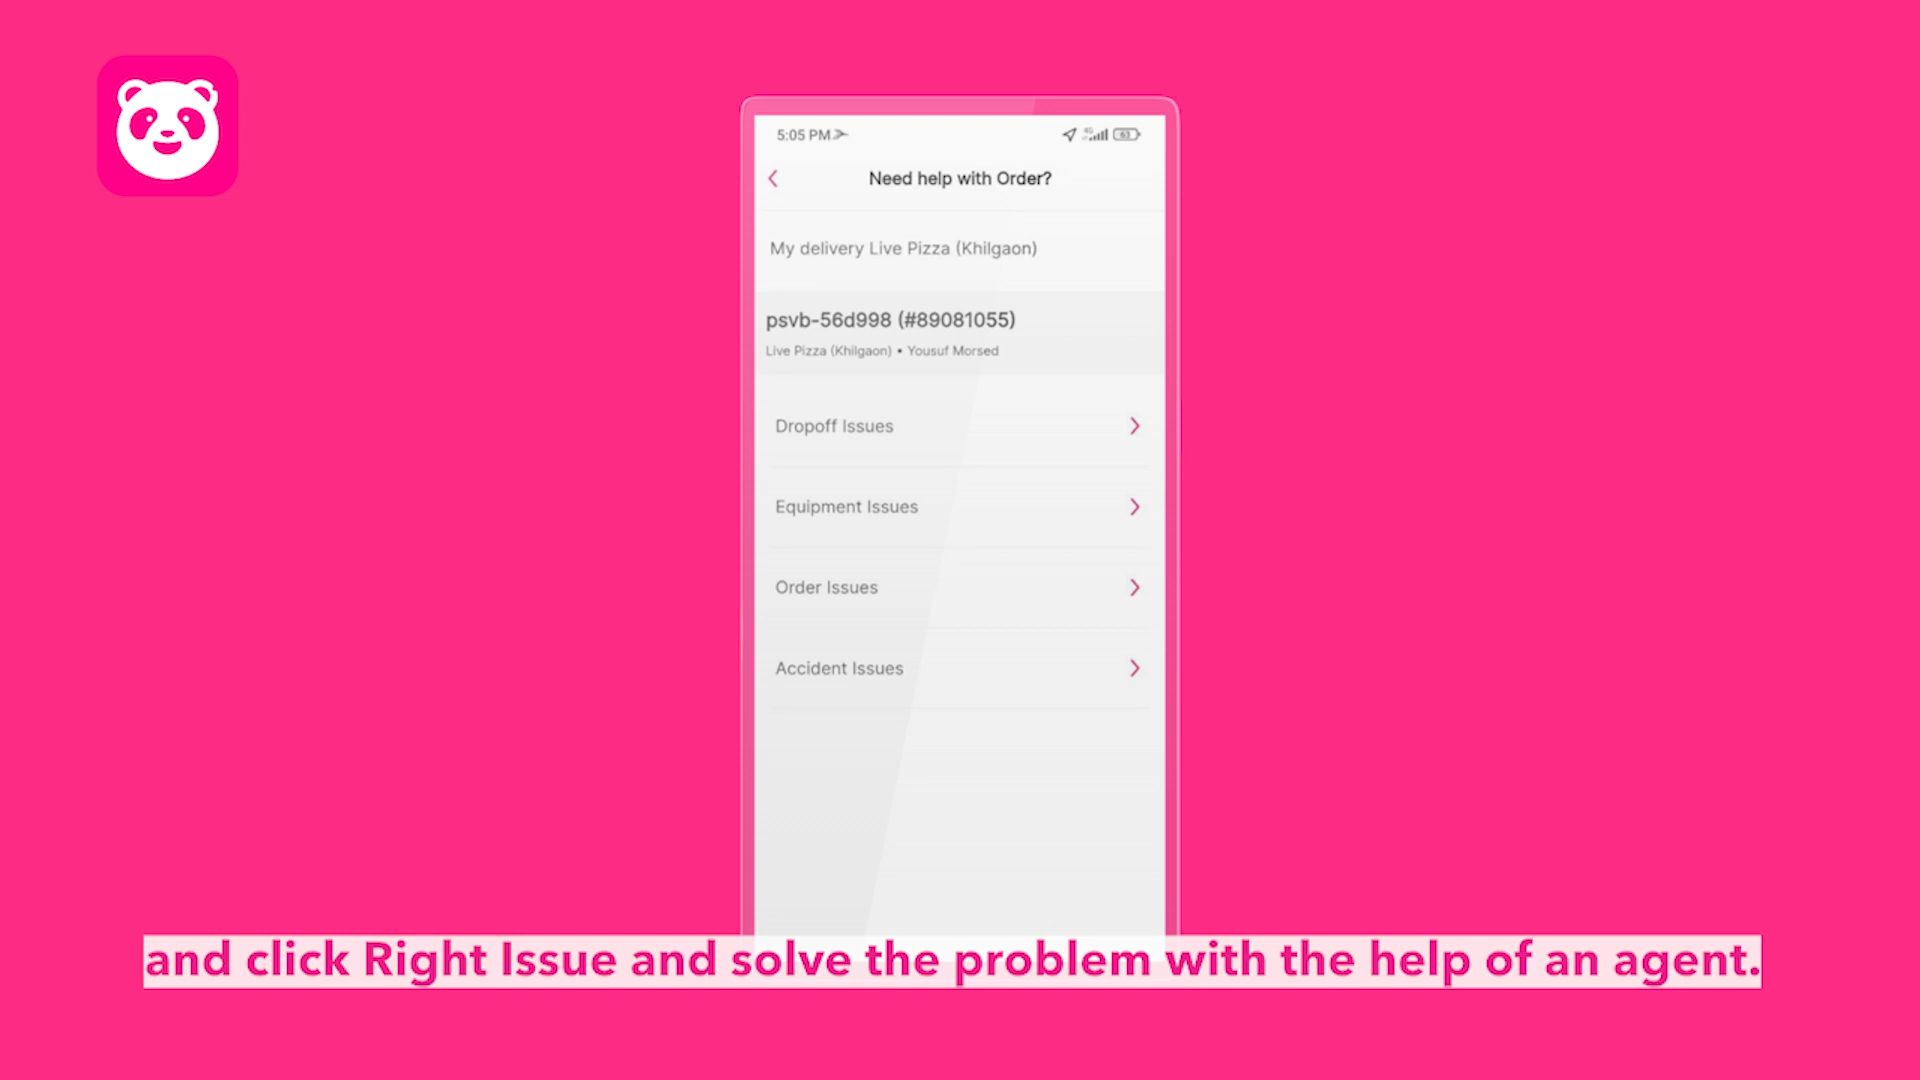 5:05 PM
63
Need help with Order?
My delivery Live Pizza (Khilgaon)
psvb-56d998 (#89081055)
Live Pizza (Khilgaon) • Yousuf Morsed
Dropoff Issues
Equipment Issues
Order Issues
Accident Issues
and click Right Issue and solve the problem with the help of an agent.